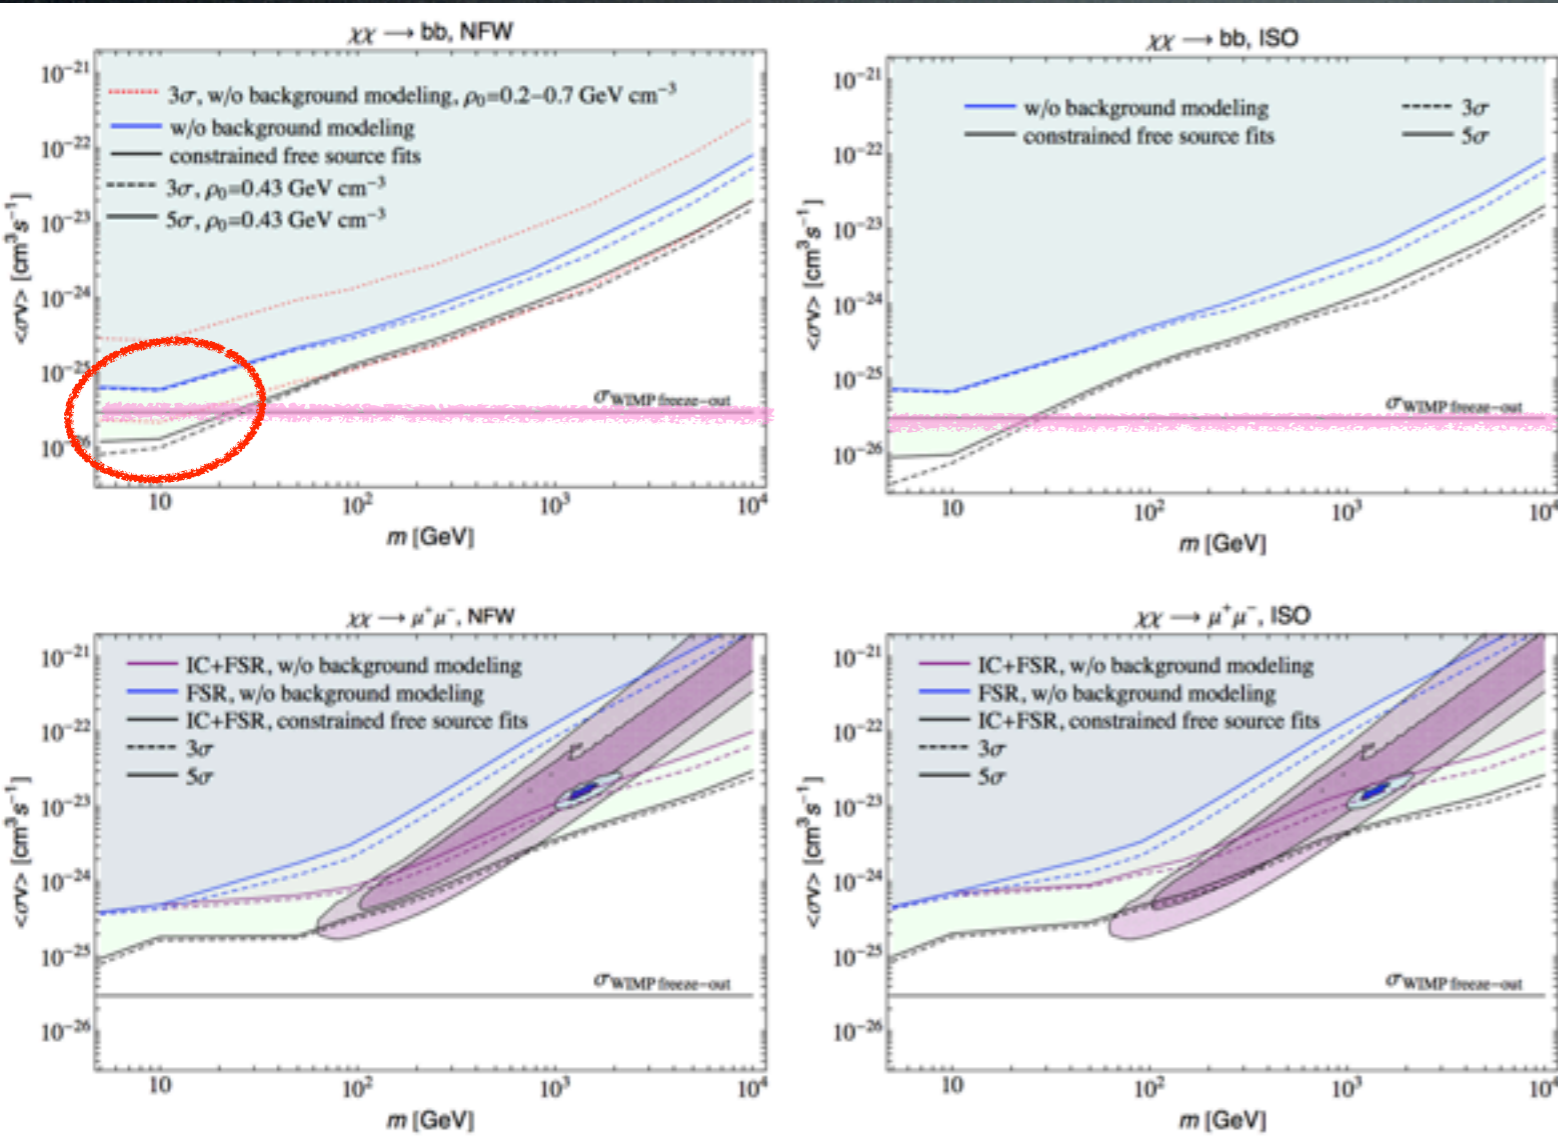 χχ → bb, NFW
10⁻²¹
10⁻²²
10⁻²³
10⁻²⁴
10⁻²⁵
10⁻²⁶
<σv> [cm³s⁻¹]
3σ, w/o background modeling, ρ₀=0.2–0.7 GeV cm⁻³
w/o background modeling
constrained free source fits
3σ, ρ₀=0.43 GeV cm⁻³
5σ, ρ₀=0.43 GeV cm⁻³
σWIMP freeze−out
10 10² 10³ 10⁴
m [GeV]
χχ → bb, ISO
10⁻²¹
10⁻²²
10⁻²³
10⁻²⁴
10⁻²⁵
10⁻²⁶
<σv> [cm³s⁻¹]
w/o background modeling 3σ
constrained free source fits 5σ
σWIMP freeze−out
10 10² 10³ 10⁴
m [GeV]
χχ → μ⁺μ⁻, NFW
10⁻²¹
10⁻²²
10⁻²³
10⁻²⁴
10⁻²⁵
10⁻²⁶
<σv> [cm³s⁻¹]
IC+FSR, w/o background modeling
FSR, w/o background modeling
IC+FSR, constrained free source fits
3σ
5σ
σWIMP freeze−out
10 10² 10³ 10⁴
m [GeV]
χχ → μ⁺μ⁻, ISO
10⁻²¹
10⁻²²
10⁻²³
10⁻²⁴
10⁻²⁵
10⁻²⁶
<σv> [cm³s⁻¹]
IC+FSR, w/o background modeling
FSR, w/o background modeling
IC+FSR, constrained free source fits
3σ
5σ
σWIMP freeze−out
10 10² 10³ 10⁴
m [GeV]